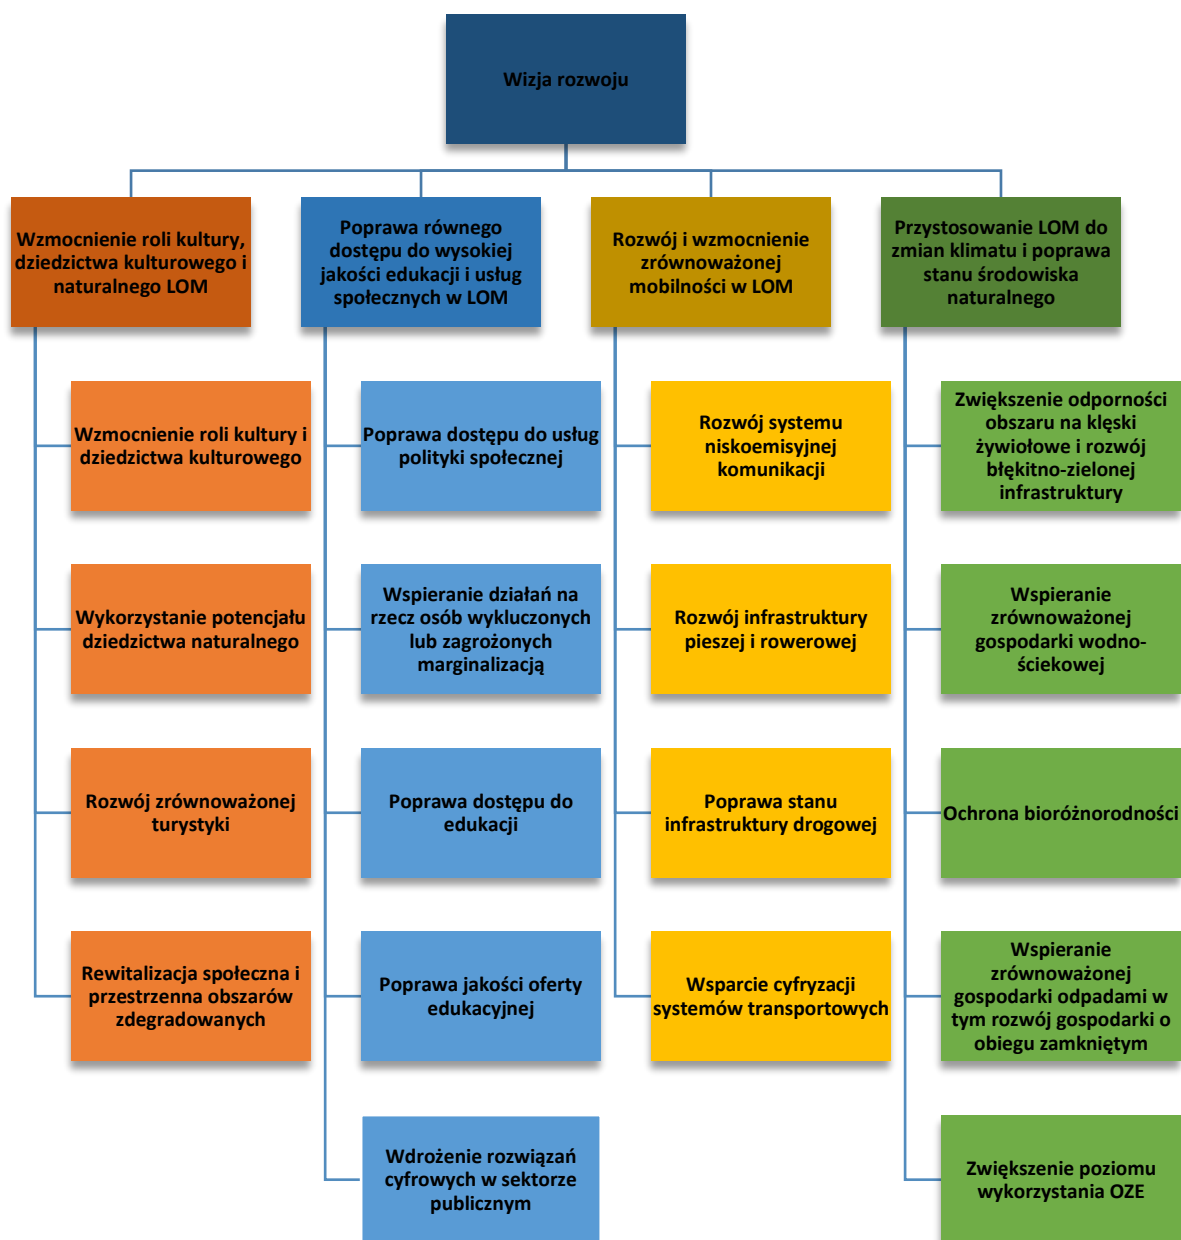 Wizja rozwoju
Wzmocnienie roli kultury,
dziedzictwa kulturowego i
naturalnego LOM
Poprawa równego
dostępu do wysokiej
jakości edukacji i usług
społecznych w LOM
Rozwój i wzmocnienie
zrównoważonej
mobilności w LOM
Przystosowanie LOM do
zmian klimatu i poprawa
stanu środowiska
naturalnego
Wzmocnienie roli kultury i
dziedzictwa kulturowego
Wykorzystanie potencjału
dziedzictwa naturalnego
Rozwój zrównoważonej
turystyki
Rewitalizacja społeczna i
przestrzenna obszarów
zdegradowanych
Poprawa dostępu do usług
polityki społecznej
Wspieranie działań na
rzecz osób wykluczonych
lub zagrożonych
marginalizacją
Poprawa dostępu do
edukacji
Poprawa jakości oferty
edukacyjnej
Wdrożenie rozwiązań
cyfrowych w sektorze
publicznym
Rozwój systemu
niskoemisyjnej
komunikacji
Rozwój infrastruktury
pieszej i rowerowej
Poprawa stanu
infrastruktury drogowej
Wsparcie cyfryzacji
systemów transportowych
Zwiększenie odporności
obszaru na klęski
żywiołowe i rozwój
błękitno-zielonej
infrastruktury
Wspieranie
zrównoważonej
gospodarki wodno-
ściekowej
Ochrona bioróżnorodności
Wspieranie
zrównoważonej
gospodarki odpadami w
tym rozwój gospodarki o
obiegu zamkniętym
Zwiększenie poziomu
wykorzystania OZE